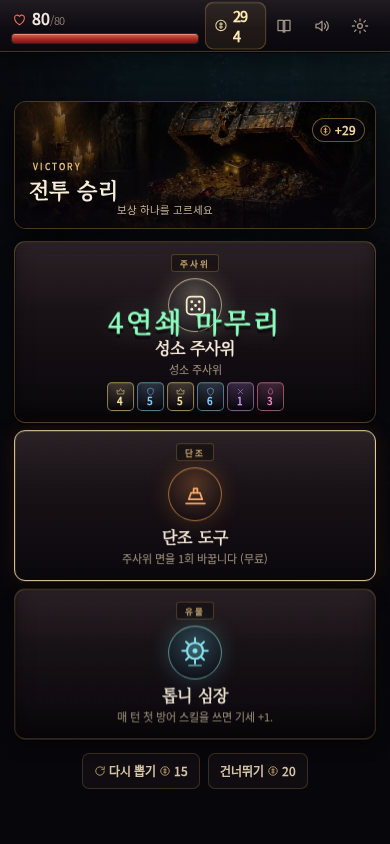 80/80
29
4
+29
VICTORY
전투 승리
보상 하나를 고르세요
주사위
4연쇄 마무리
성소 주사위
성소 주사위
4 5 5 6 1 3
단조
단조 도구
주사위 면을 1회 바꿉니다 (무료)
유물
톱니 심장
매 턴 첫 방어 스킬을 쓰면 기세 +1.
다시 뽑기 15
건너뛰기 20